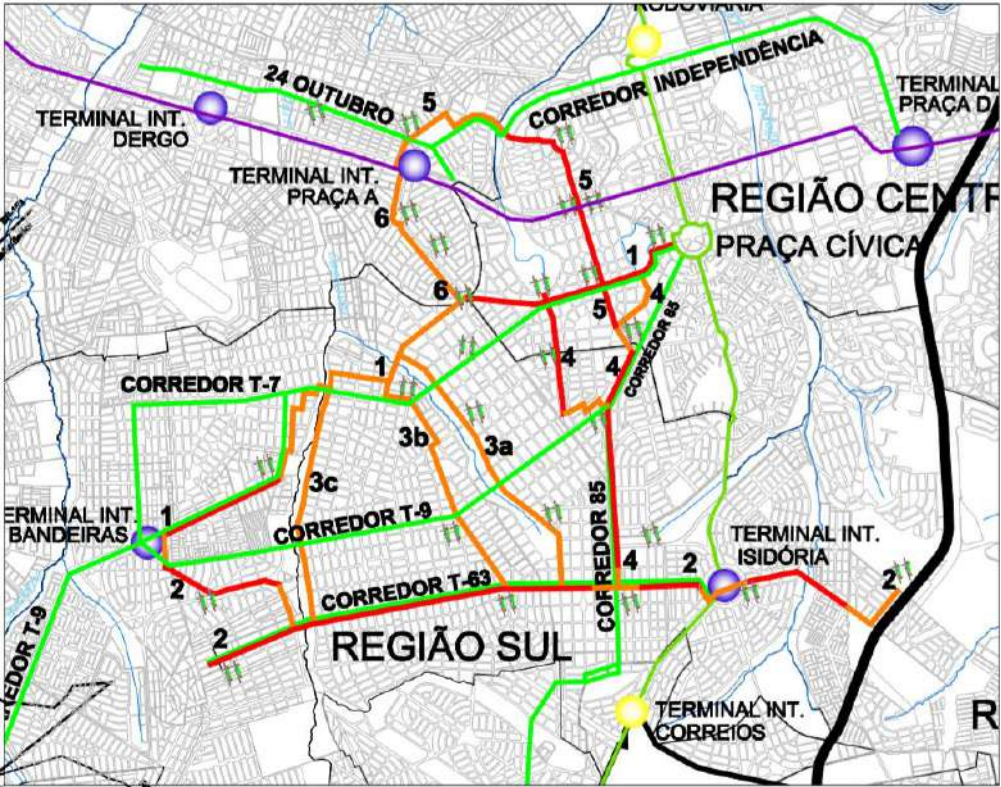 RODOVIÁRIA
24 OUTUBRO
CORREDOR INDEPENDÊNCIA
5
TERMINAL
PRAÇA DA
TERMINAL INT.
DERGO
TERMINAL INT.
PRAÇA A
5
6
REGIÃO CENTR
1
PRAÇA CÍVICA
6
4
5
CORREDOR 85
1
4
4
CORREDOR T-7
3b
3a
3c
CORREDOR T-9
CORREDOR 85
ERMINAL INT.
BANDEIRAS
1
TERMINAL INT.
ISIDÓRIA
4
2
2
2
CORREDOR T-63
2
REGIÃO SUL
REDOR T-9
TERMINAL INT.
CORREIOS
R